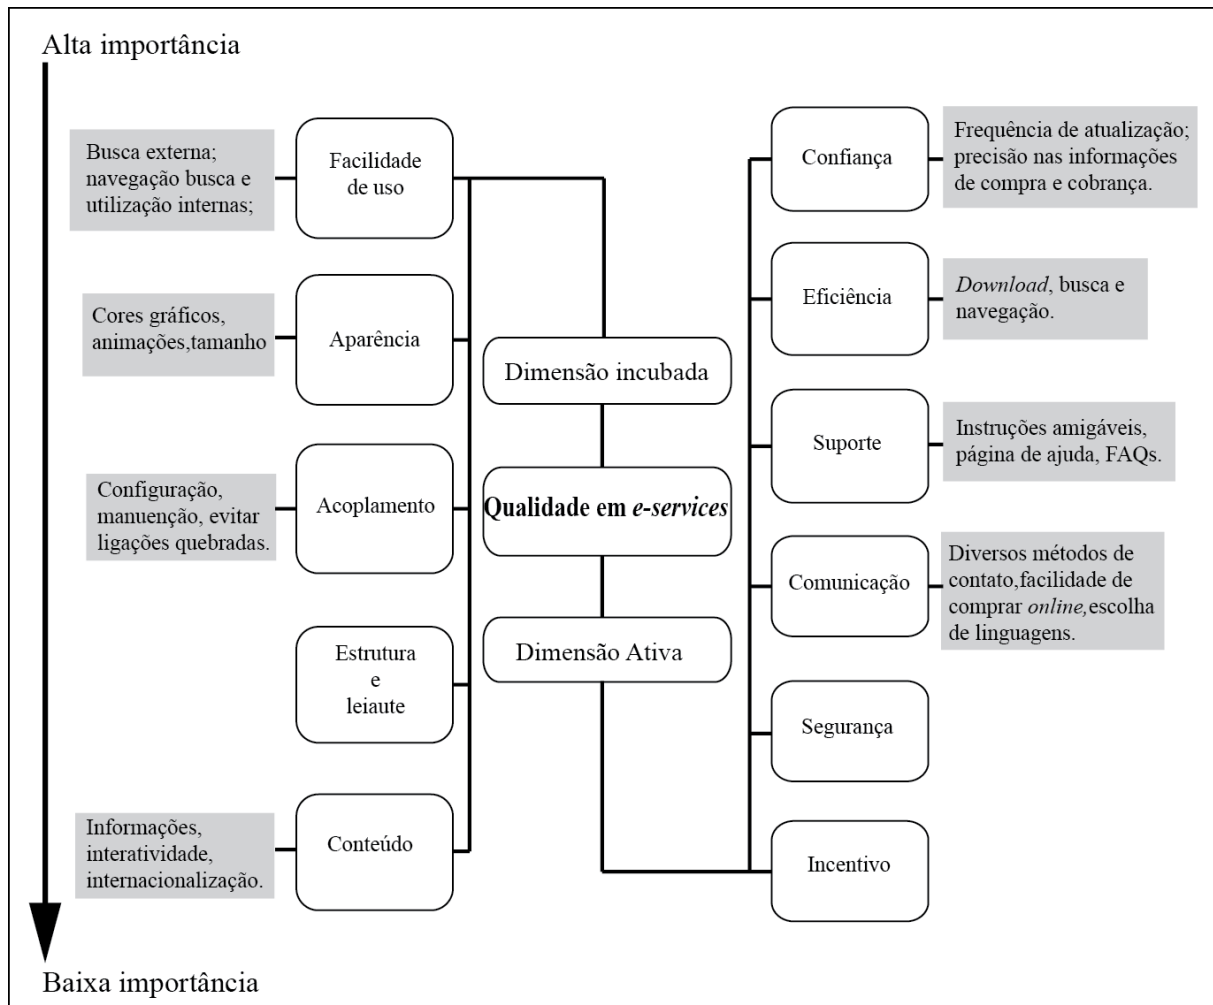 Alta importância
Busca externa;
navegação busca e
utilização internas;
Facilidade
de uso
Cores gráficos,
animações,tamanho
Aparência
Configuração,
manuenção, evitar
ligações quebradas.
Acoplamento
Estrutura
e
leiaute
Informações,
interatividade,
internacionalização.
Conteúdo
Dimensão incubada
Qualidade em e-services
Dimensão Ativa
Confiança
Frequência de atualização;
precisão nas informações
de compra e cobrança.
Eficiência
Download, busca e
navegação.
Suporte
Instruções amigáveis,
página de ajuda, FAQs.
Comunicação
Diversos métodos de
contato,facilidade de
comprar online,escolha
de linguagens.
Segurança
Incentivo
Baixa importância